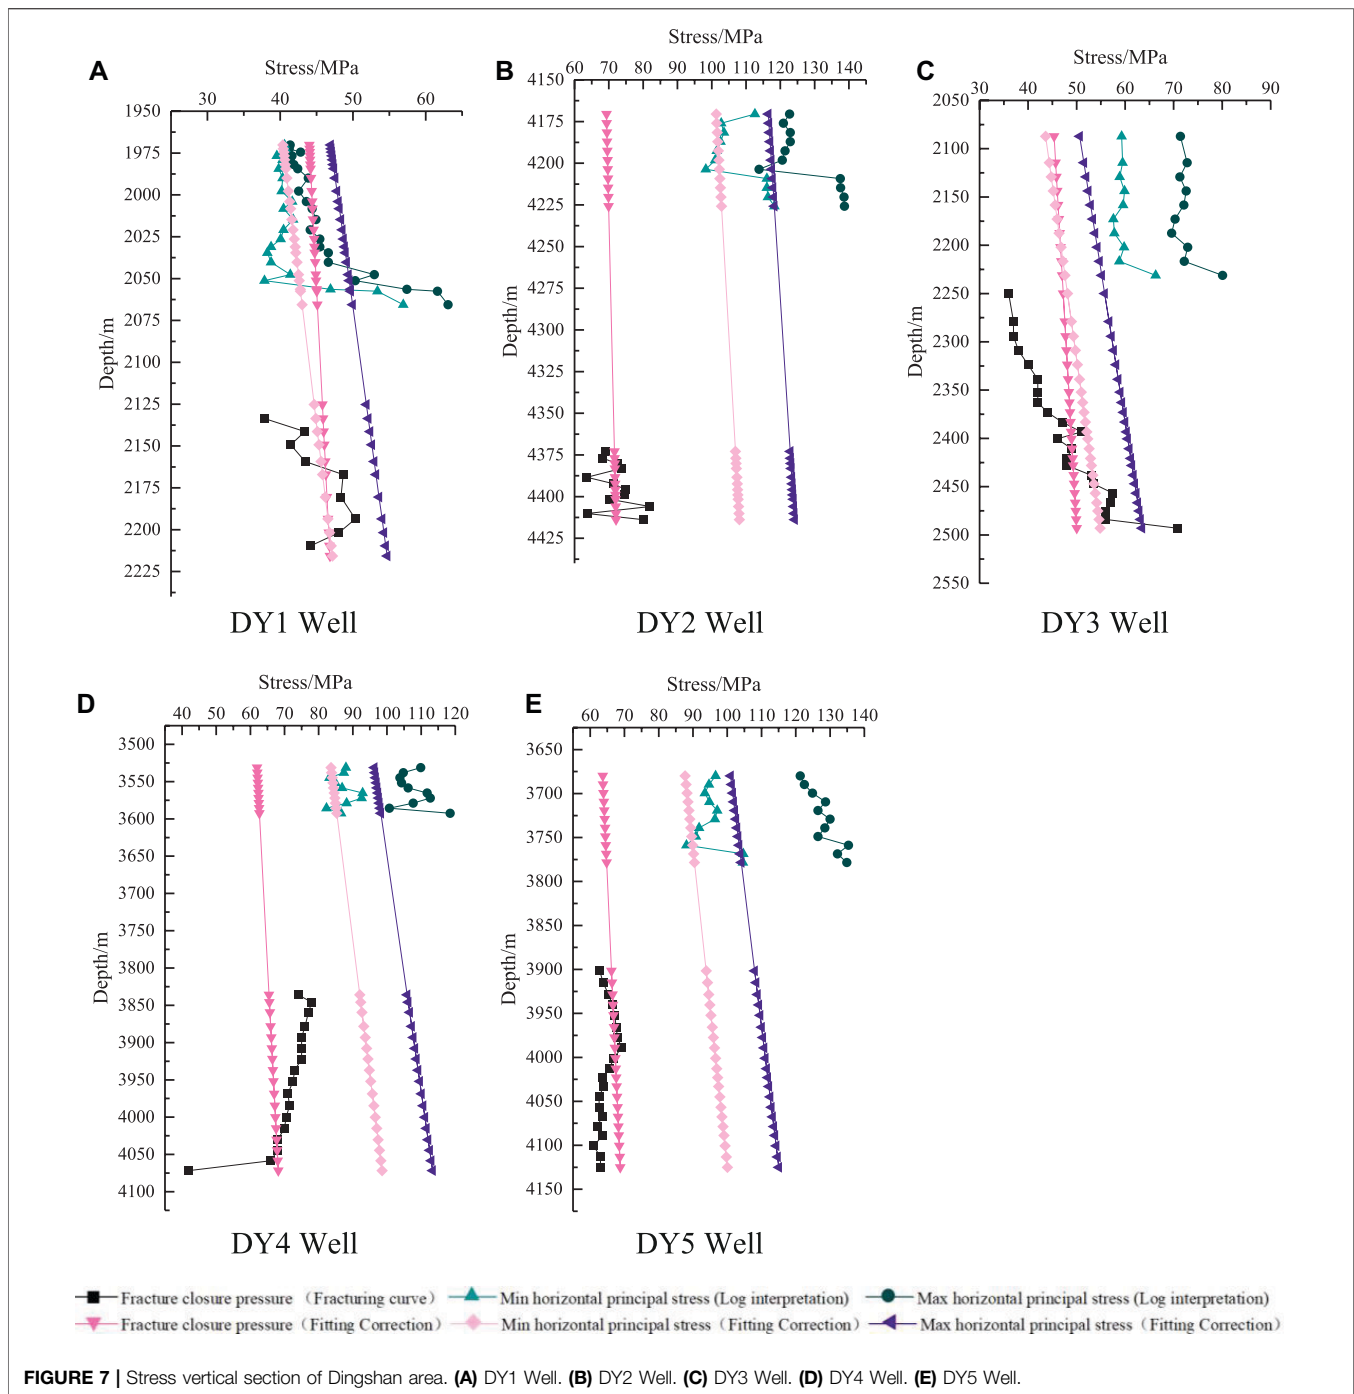 A
Stress/MPa
30 40 50 60
Depth/m
1950
1975
2000
2025
2050
2075
2100
2125
2150
2175
2200
2225
DY1 Well
B
Stress/MPa
60 70 80 90 100 110 120 130 140
Depth/m
4150
4175
4200
4225
4250
4275
4300
4325
4350
4375
4400
4425
DY2 Well
C
Stress/MPa
30 40 50 60 70 80 90
Depth/m
2050
2100
2150
2200
2250
2300
2350
2400
2450
2500
2550
DY3 Well
D
Stress/MPa
40 50 60 70 80 90 100 110 120
Depth/m
3500
3550
3600
3650
3700
3750
3800
3850
3900
3950
4000
4050
4100
DY4 Well
E
Stress/MPa
60 70 80 90 100 110 120 130 140
Depth/m
3650
3700
3750
3800
3850
3900
3950
4000
4050
4100
4150
DY5 Well
Fracture closure pressure （Fracturing curve） Min horizontal principal stress (Log interpretation) Max horizontal principal stress (Log interpretation)
Fracture closure pressure（Fitting Correction） Min horizontal principal stress（Fitting Correction） Max horizontal principal stress（Fitting Correction）
FIGURE 7 | Stress vertical section of Dingshan area. (A) DY1 Well. (B) DY2 Well. (C) DY3 Well. (D) DY4 Well. (E) DY5 Well.